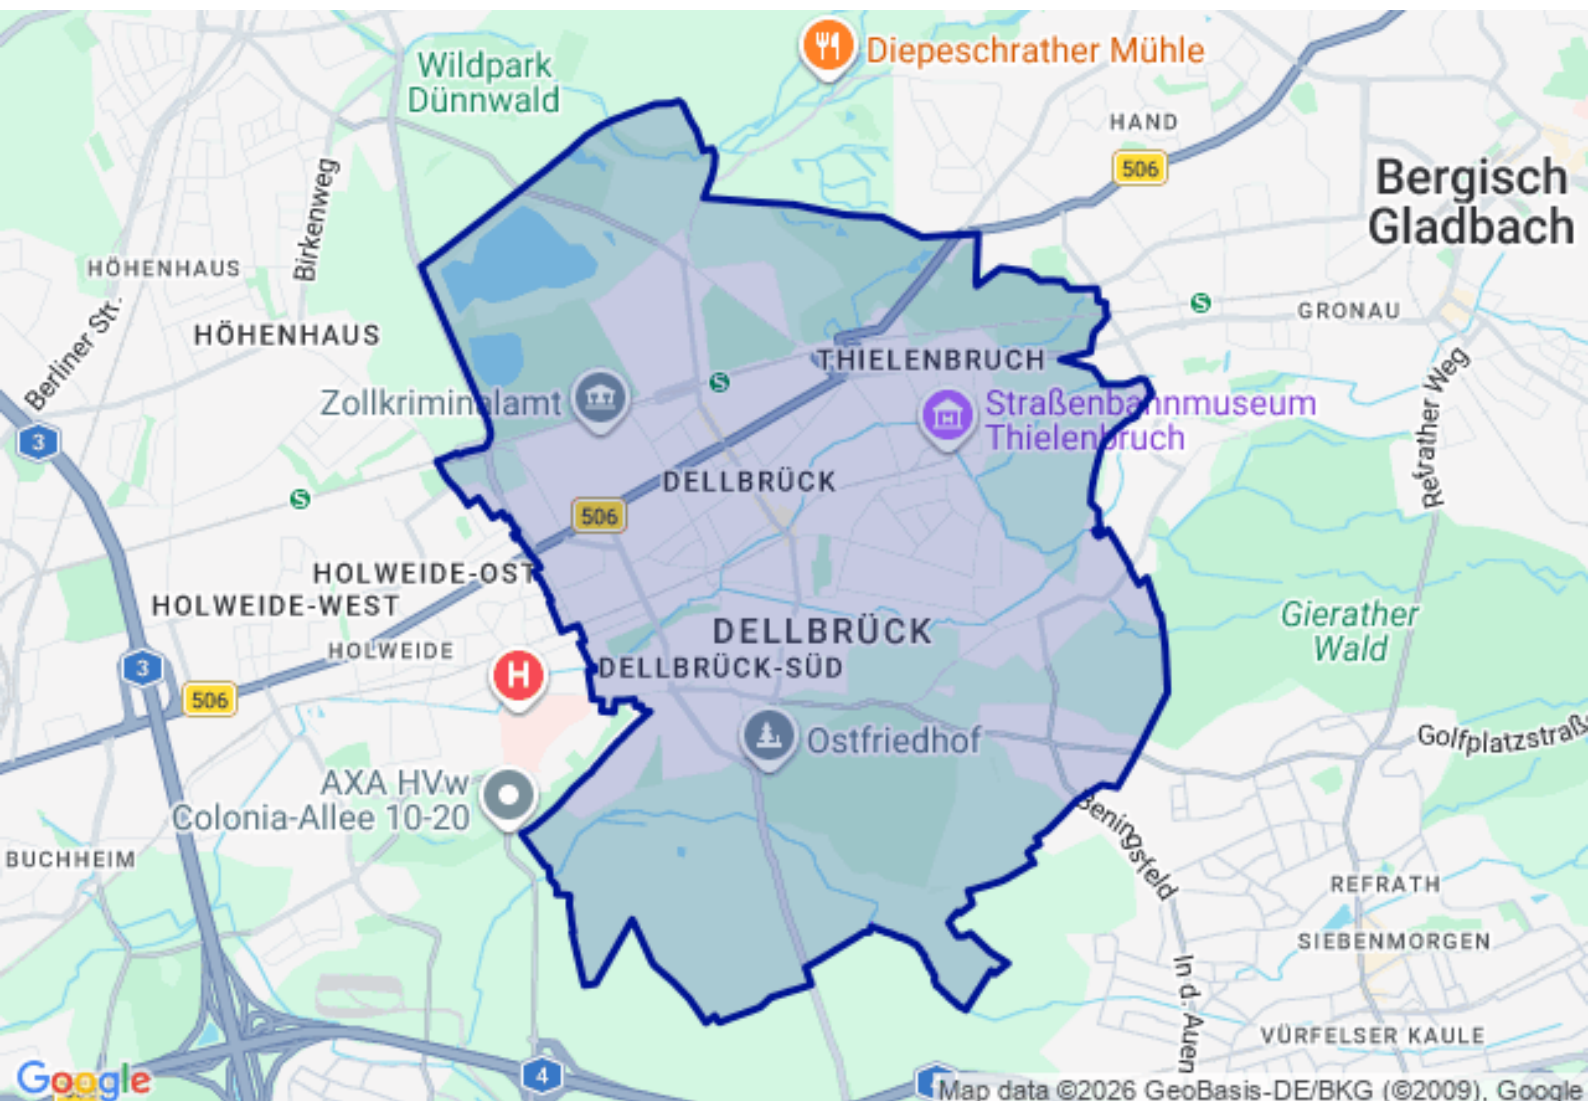 Wildpark
Dünnwald
Diepeschrather Mühle
HAND
506
Bergisch
Gladbach
Birkenweg
HÖHENHAUS
Berliner Str.
HÖHENHAUS
S
GRONAU
THIELENBRUCH
S
Zollkriminalamt
Straßenbahnmuseum
Thielenbruch
Refrather Weg
3
DELLBRÜCK
S
506
HOLWEIDE-OST
HOLWEIDE-WEST
DELLBRÜCK
Gierather
Wald
HOLWEIDE
DELLBRÜCK-SÜD
3
H
506
Ostfriedhof
Golfplatzstraß
AXA HVw
Colonia-Allee 10-20
Beningsfeld
BUCHHEIM
REFRATH
SIEBENMORGEN
In d. Auen
VÜRFELSER KAULE
4
Google
Map data ©2026 GeoBasis-DE/BKG (©2009), Google